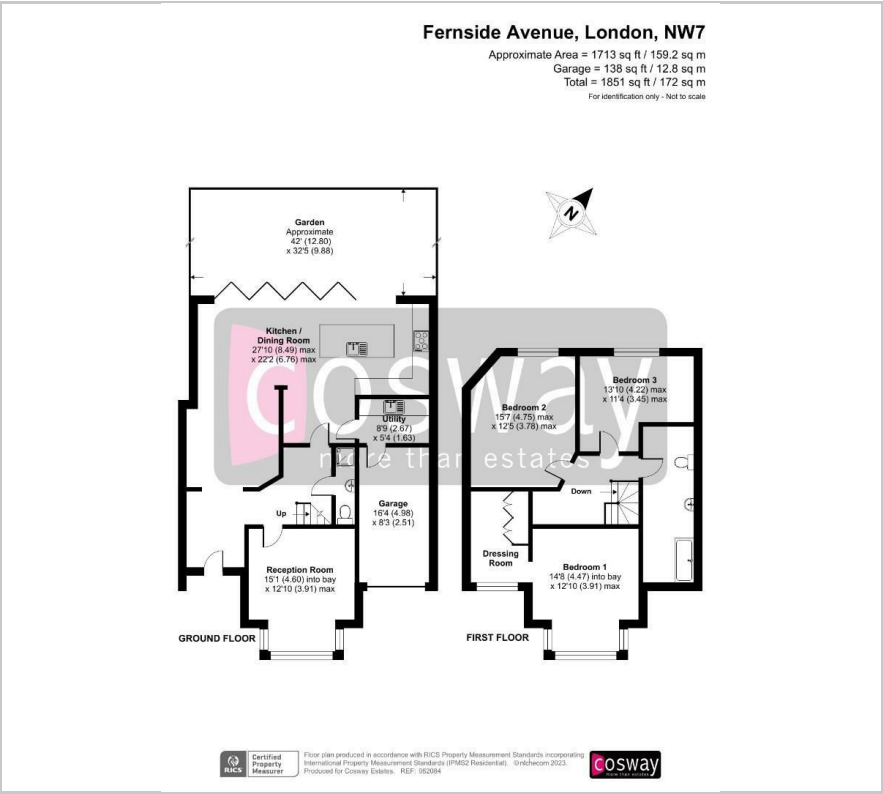 Fernside Avenue, London, NW7
Approximate Area = 1713 sq ft / 159.2 sq m
Garage = 138 sq ft / 12.8 sq m
Total = 1851 sq ft / 172 sq m
For identification only - Not to scale
N
Garden
Approximate
42' (12.80)
x 32'5 (9.88)
Kitchen /
Dining Room
27'10 (8.49) max
x 22'2 (6.76) max
cosway
more than estates
Utility
8'9 (2.67)
x 5'4 (1.63)
Up
Garage
16'4 (4.98)
x 8'3 (2.51)
Reception Room
15'1 (4.60) into bay
x 12'10 (3.91) max
GROUND FLOOR
Bedroom 3
13'10 (4.22) max
x 11'4 (3.45) max
Bedroom 2
15'7 (4.75) max
x 12'5 (3.78) max
Down
Dressing
Room
Bedroom 1
14'8 (4.47) into bay
x 12'10 (3.91) max
FIRST FLOOR
RICS
Certified
Property
Measurer
Floor plan produced in accordance with RICS Property Measurement Standards incorporating
International Property Measurement Standards (IPMS2 Residential). ©nichecom 2023.
Produced for Cosway Estates. REF: 982084
cosway
more than estates